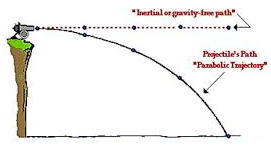 "Inertial or gravity-free path"
Projectile's Path
"Parabolic Trajectory"